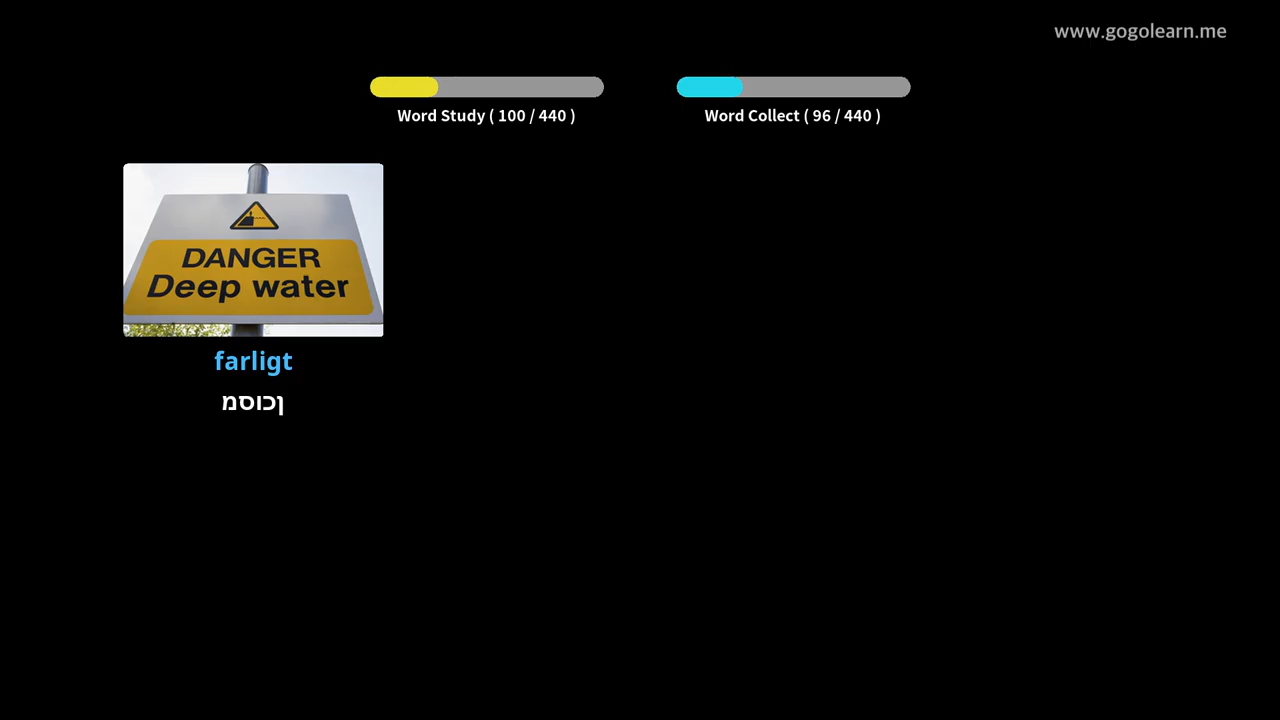 www.gogolearn.me
Word Study ( 100 / 440 )
Word Collect ( 96 / 440 )
DANGER
Deep water
farligt
מסוכן